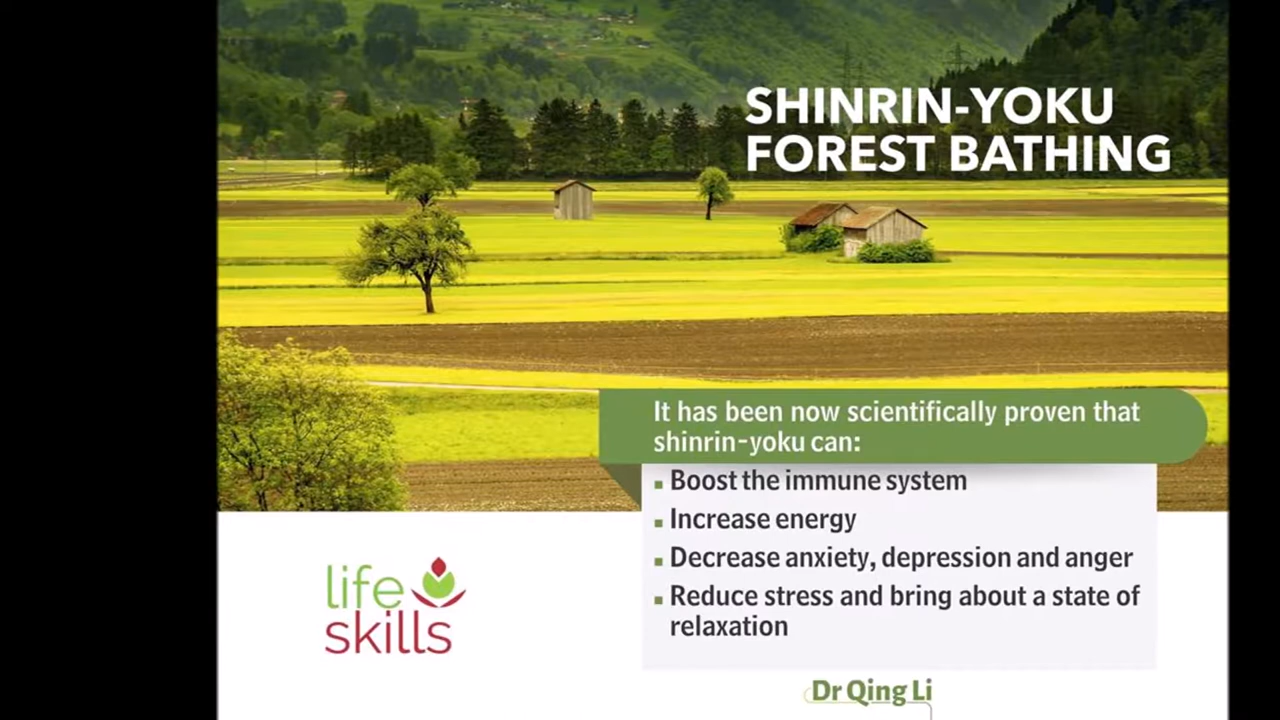 SHINRIN-YOKU
FOREST BATHING
It has been now scientifically proven that
shinrin-yoku can:
▪ Boost the immune system
▪ Increase energy
▪ Decrease anxiety, depression and anger
▪ Reduce stress and bring about a state of
relaxation
life
skills
Dr Qing Li